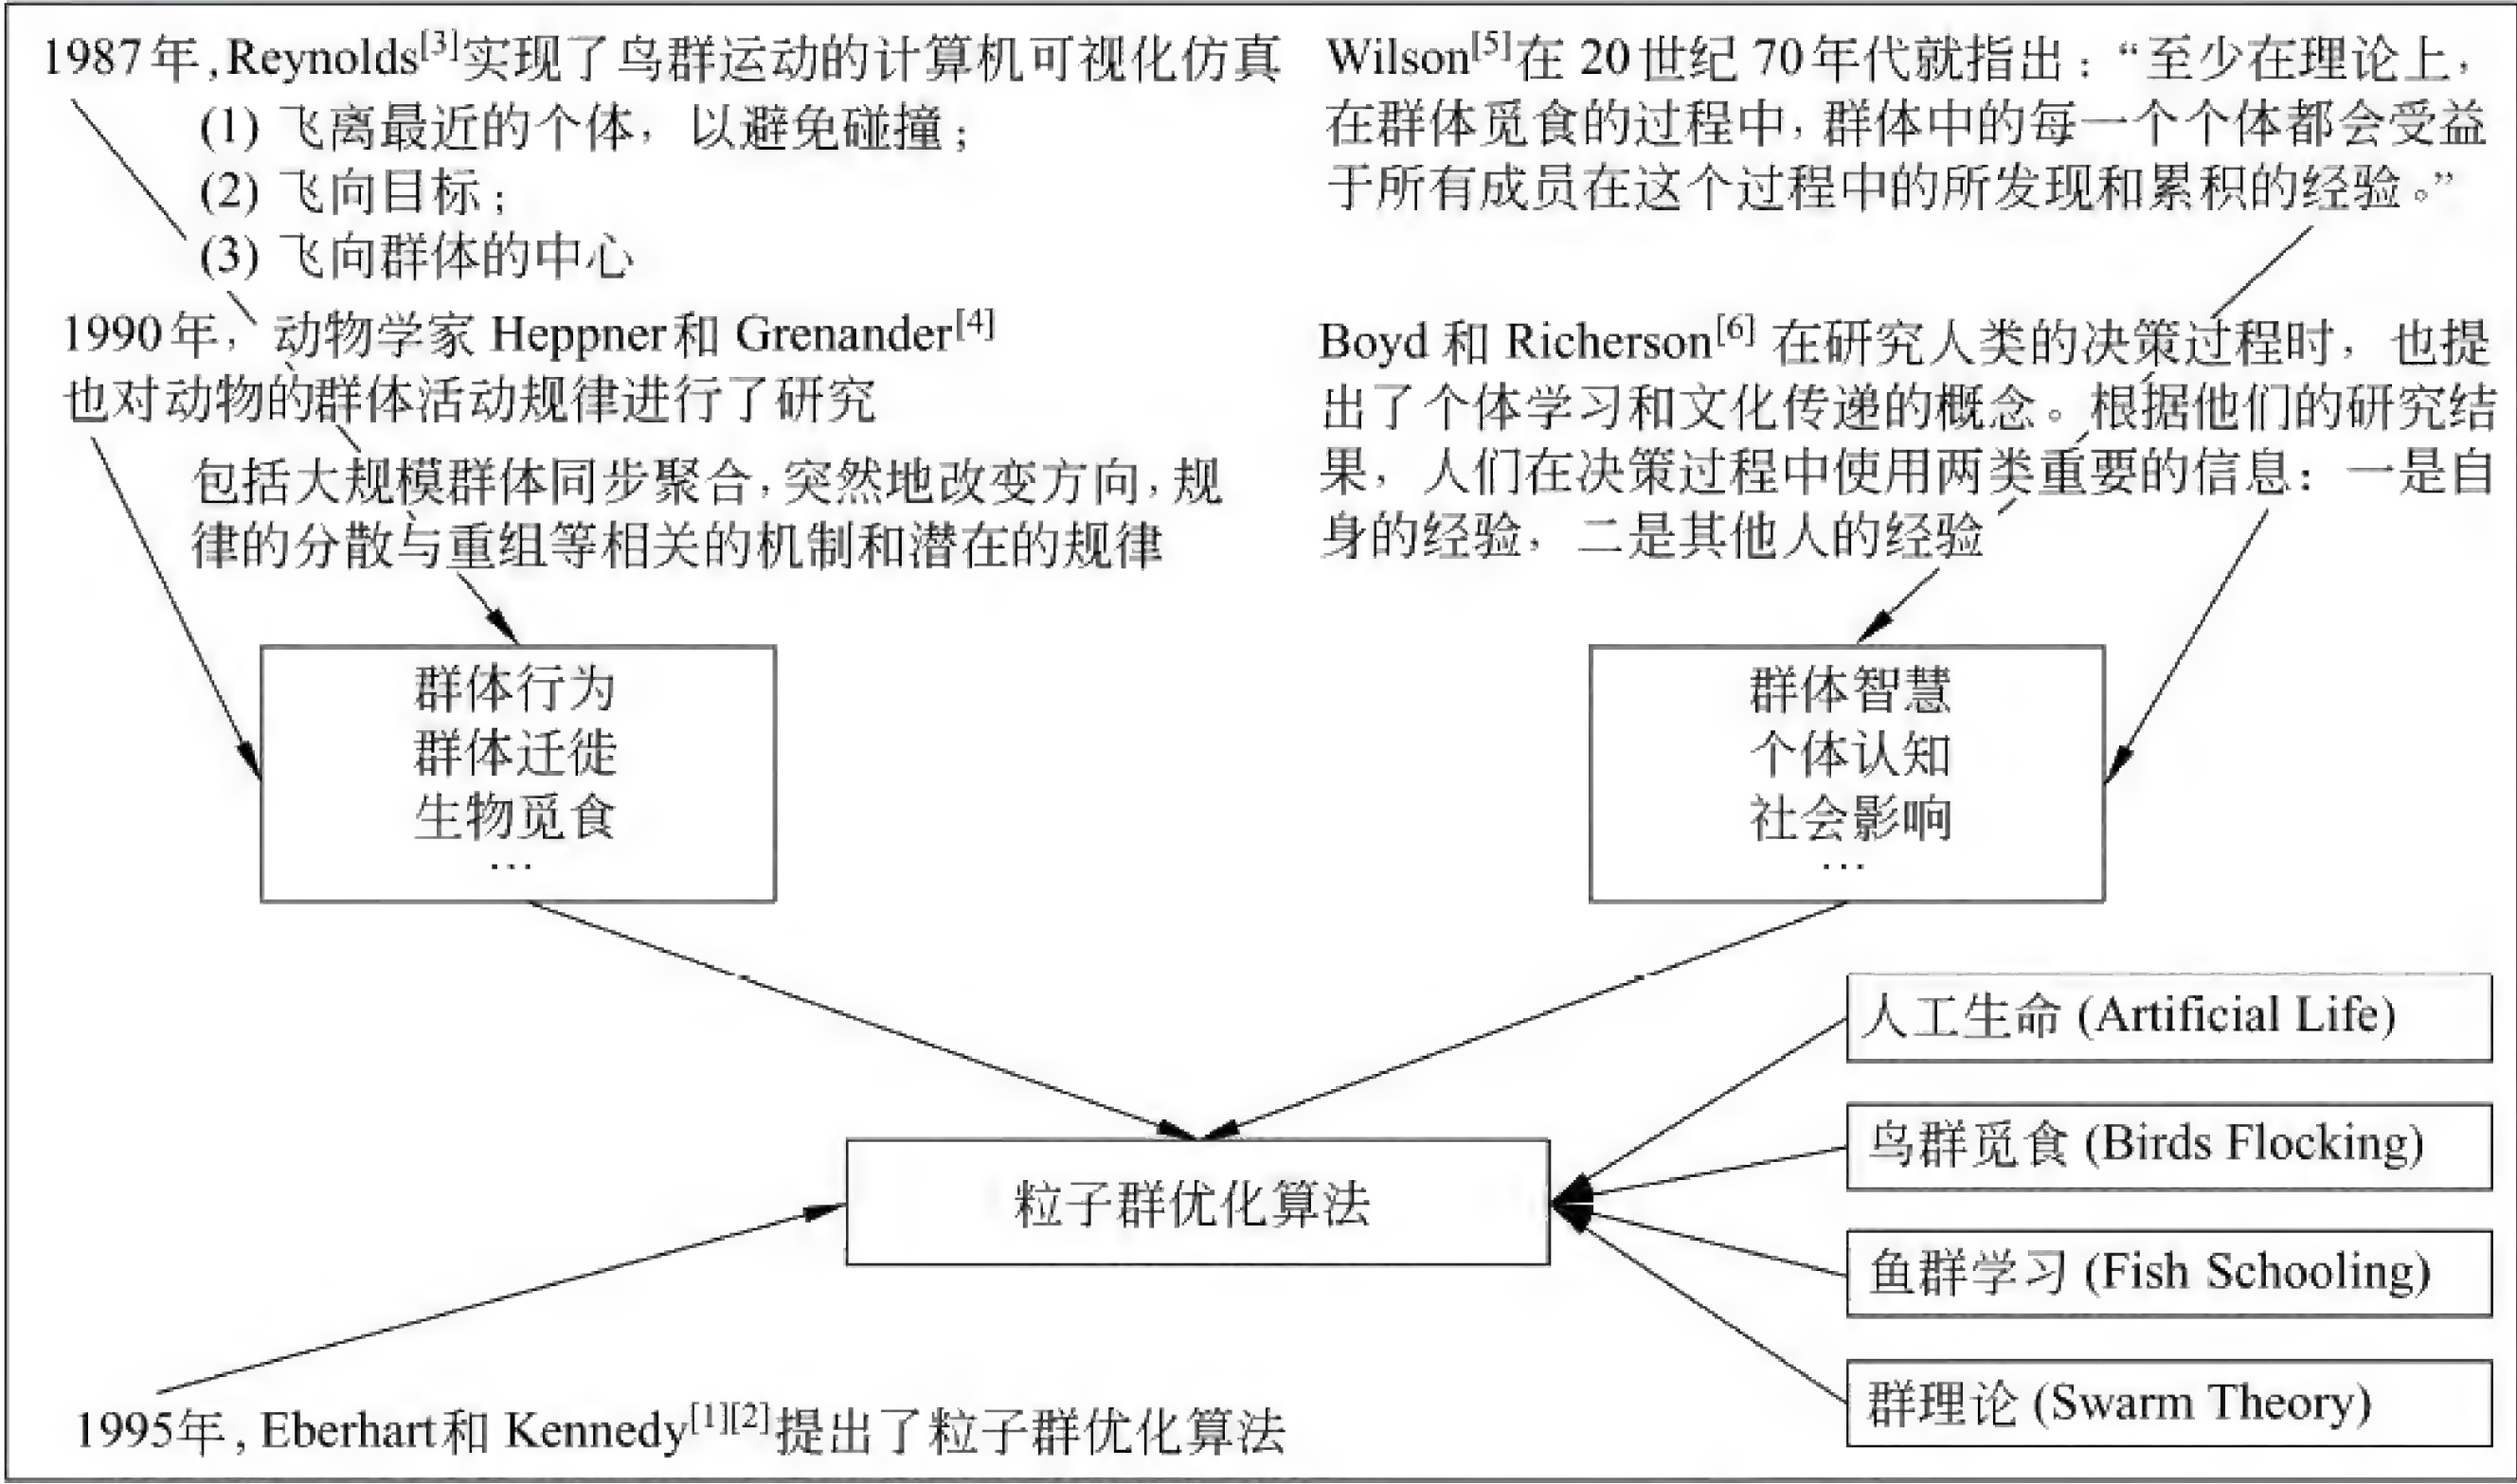 1987年,Reynolds[3]实现了鸟群运动的计算机可视化仿真
(1) 飞离最近的个体，以避免碰撞；
(2) 飞向目标；
(3) 飞向群体的中心
1990年，动物学家 Heppner和 Grenander[4]
也对动物的群体活动规律进行了研究
包括大规模群体同步聚合,突然地改变方向,规
律的分散与重组等相关的机制和潜在的规律
Wilson[5]在 20世纪 70年代就指出：“至少在理论上，
在群体觅食的过程中,群体中的每一个个体都会受益
于所有成员在这个过程中的所发现和累积的经验。”
Boyd 和 Richerson[6] 在研究人类的决策过程时，也提
出了个体学习和文化传递的概念。根据他们的研究结
果，人们在决策过程中使用两类重要的信息：一是自
身的经验，二是其他人的经验
群体行为
群体迁徙
生物觅食
…
群体智慧
个体认知
社会影响
…
人工生命 (Artificial Life)
鸟群觅食 (Birds Flocking)
鱼群学习 (Fish Schooling)
群理论 (Swarm Theory)
粒子群优化算法
1995年,Eberhart和 Kennedy[1][2]提出了粒子群优化算法